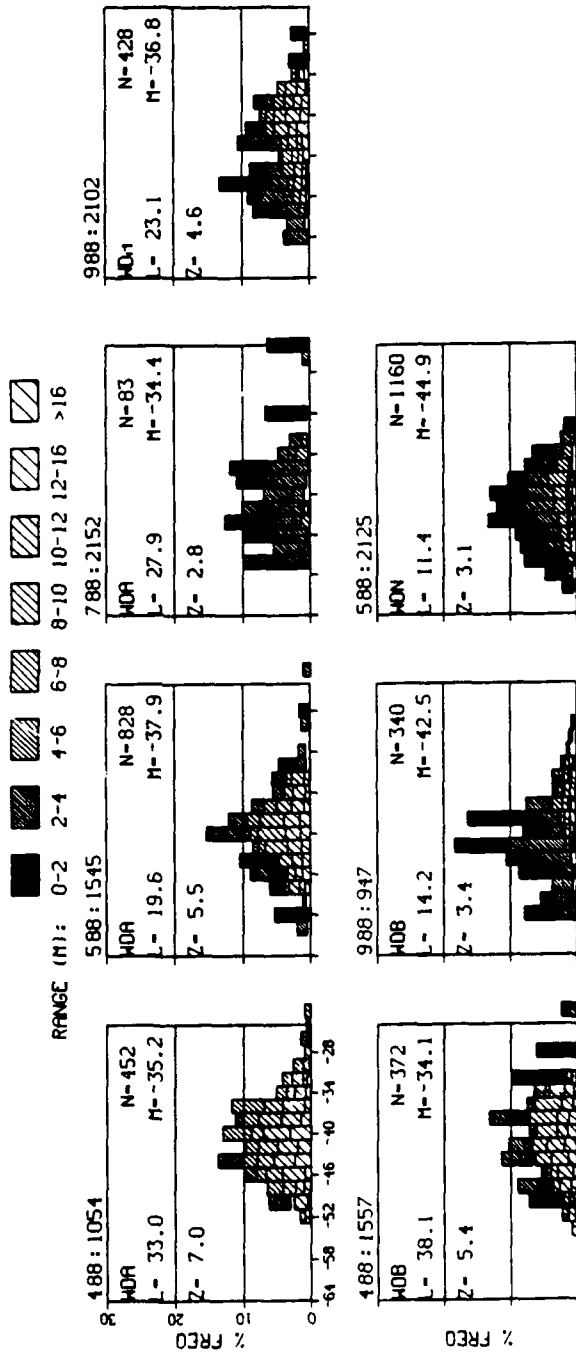 RANGE (M): 0-2 2-4 4-6 6-8 8-10 10-12 12-16 >16
488:1054
WDA N=452
L= 33.0 M=-35.2
Z= 7.0
588:1545
WDA N=828
L= 19.6 M=-37.9
Z= 5.5
788:2152
WDA N=83
L= 27.9 M=-34.4
Z= 2.8
988:2102
N=428
L= 23.1 M=-36.8
Z= 4.6
% FREQ
30
20
10
0
-64 -58 -52 -46 -40 -34 -28
488:1557
WDB N=372
L= 38.1 M=-34.1
Z= 5.4
988:947
WDB N=340
L= 14.2 M=-42.5
Z= 3.4
588:2125
WDN N=1160
L= 11.4 M=-44.9
Z= 3.1
% FREQ